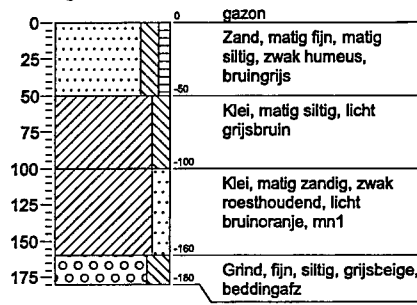 0
0
gazon
Zand, matig fijn, matig
siltig, zwak humeus,
bruingrijs
25
50
-50
Klei, matig siltig, licht
grijsbruin
75
100
-100
Klei, matig zandig, zwak
roesthoudend, licht
bruinoranje, mn1
125
150
-160
Grind, fijn, siltig, grijsbeige,
beddingafz
175
-180